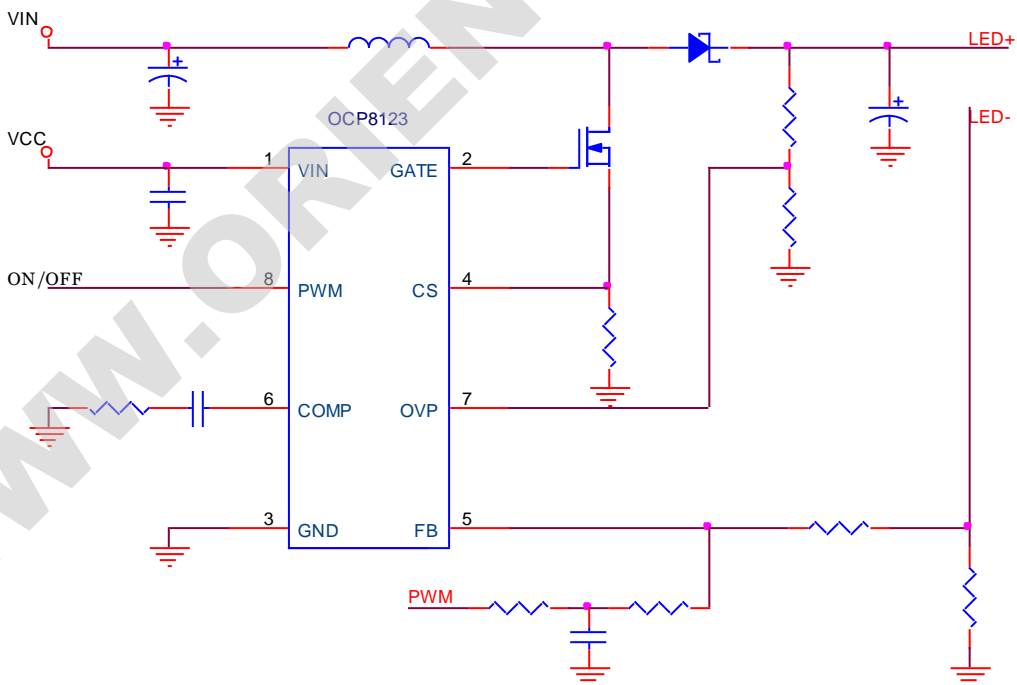 VIN
LED+
OCP8123
LED-
VCC
1
VIN
GATE
2
ON/OFF
8
PWM
CS
4
6
COMP
OVP
7
3
GND
FB
5
PWM
WW.ORIEN